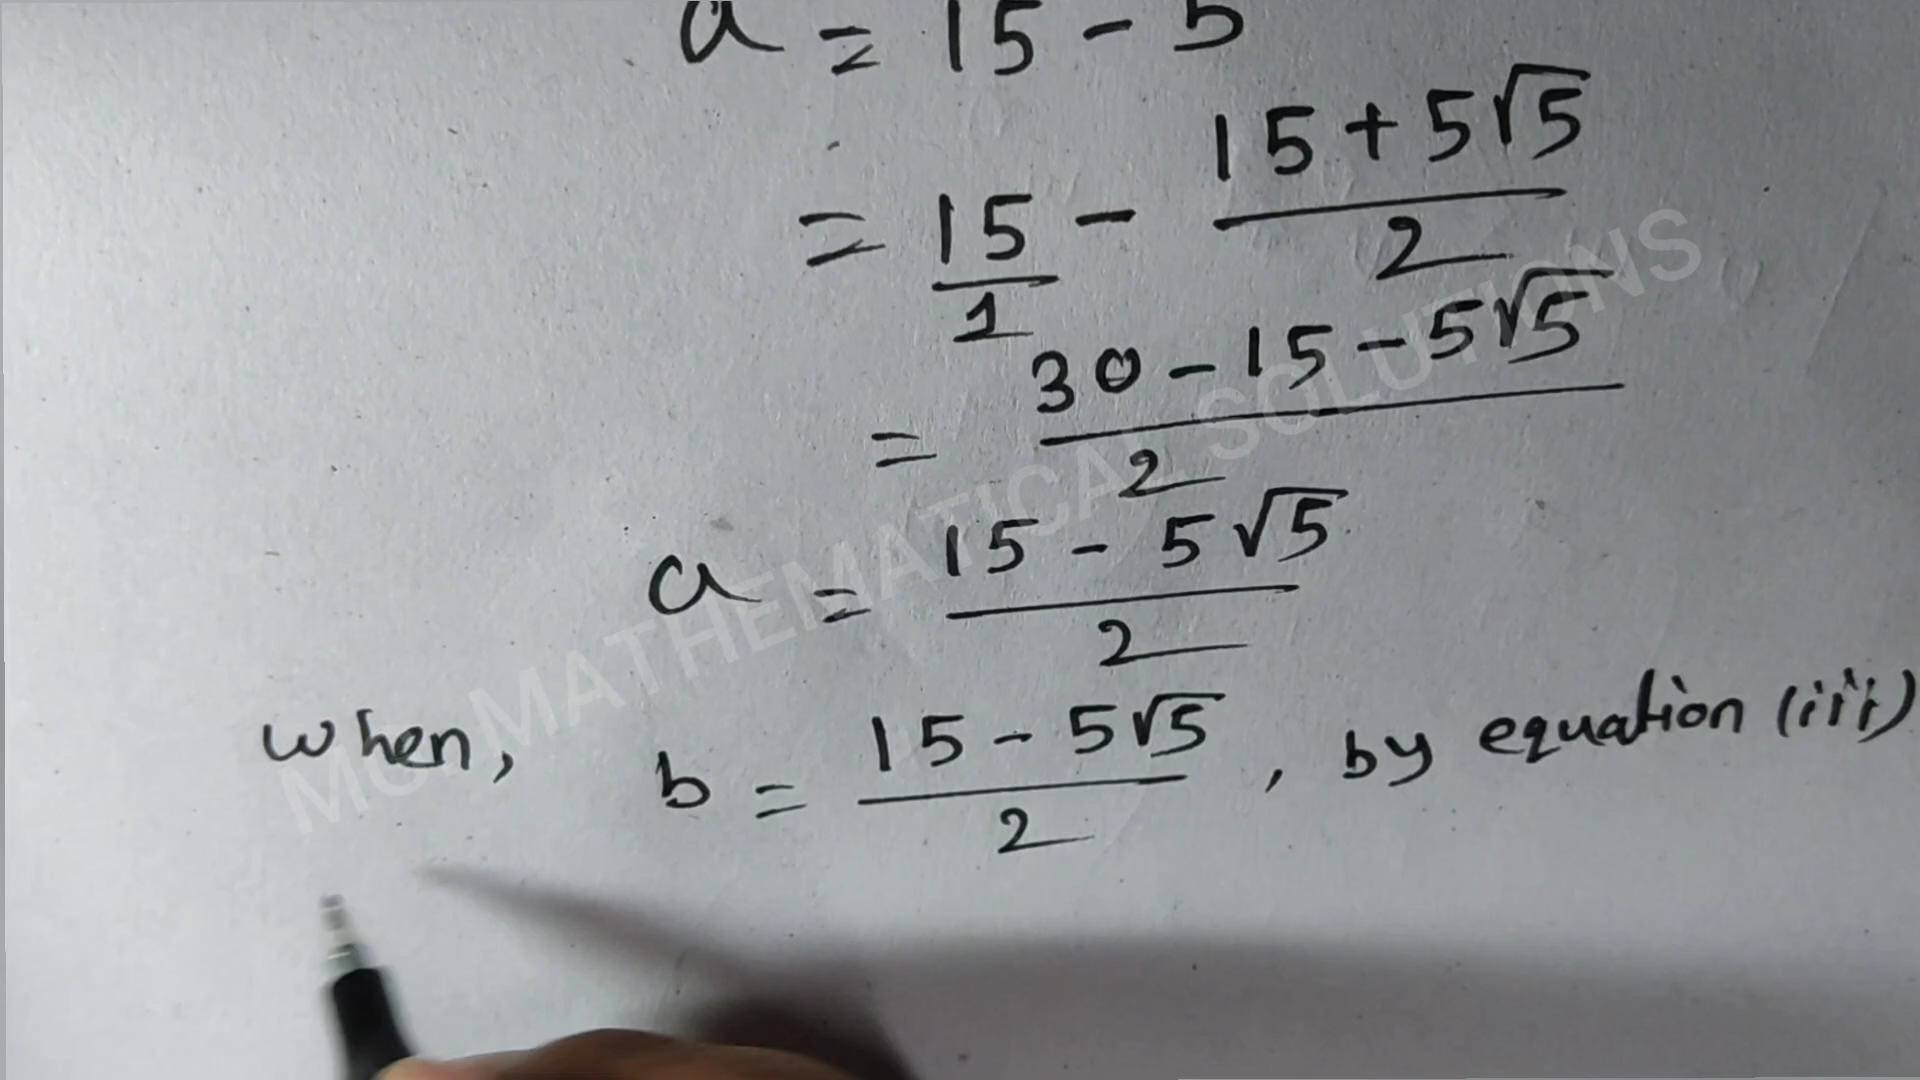 a = 15 - b
= 15/1 - (15 + 5√5)/2
= (30 - 15 - 5√5)/2
a = (15 - 5√5)/2
when, b = (15 - 5√5)/2, by equation (iii)
MATHEMATICAL SOLUTIONS